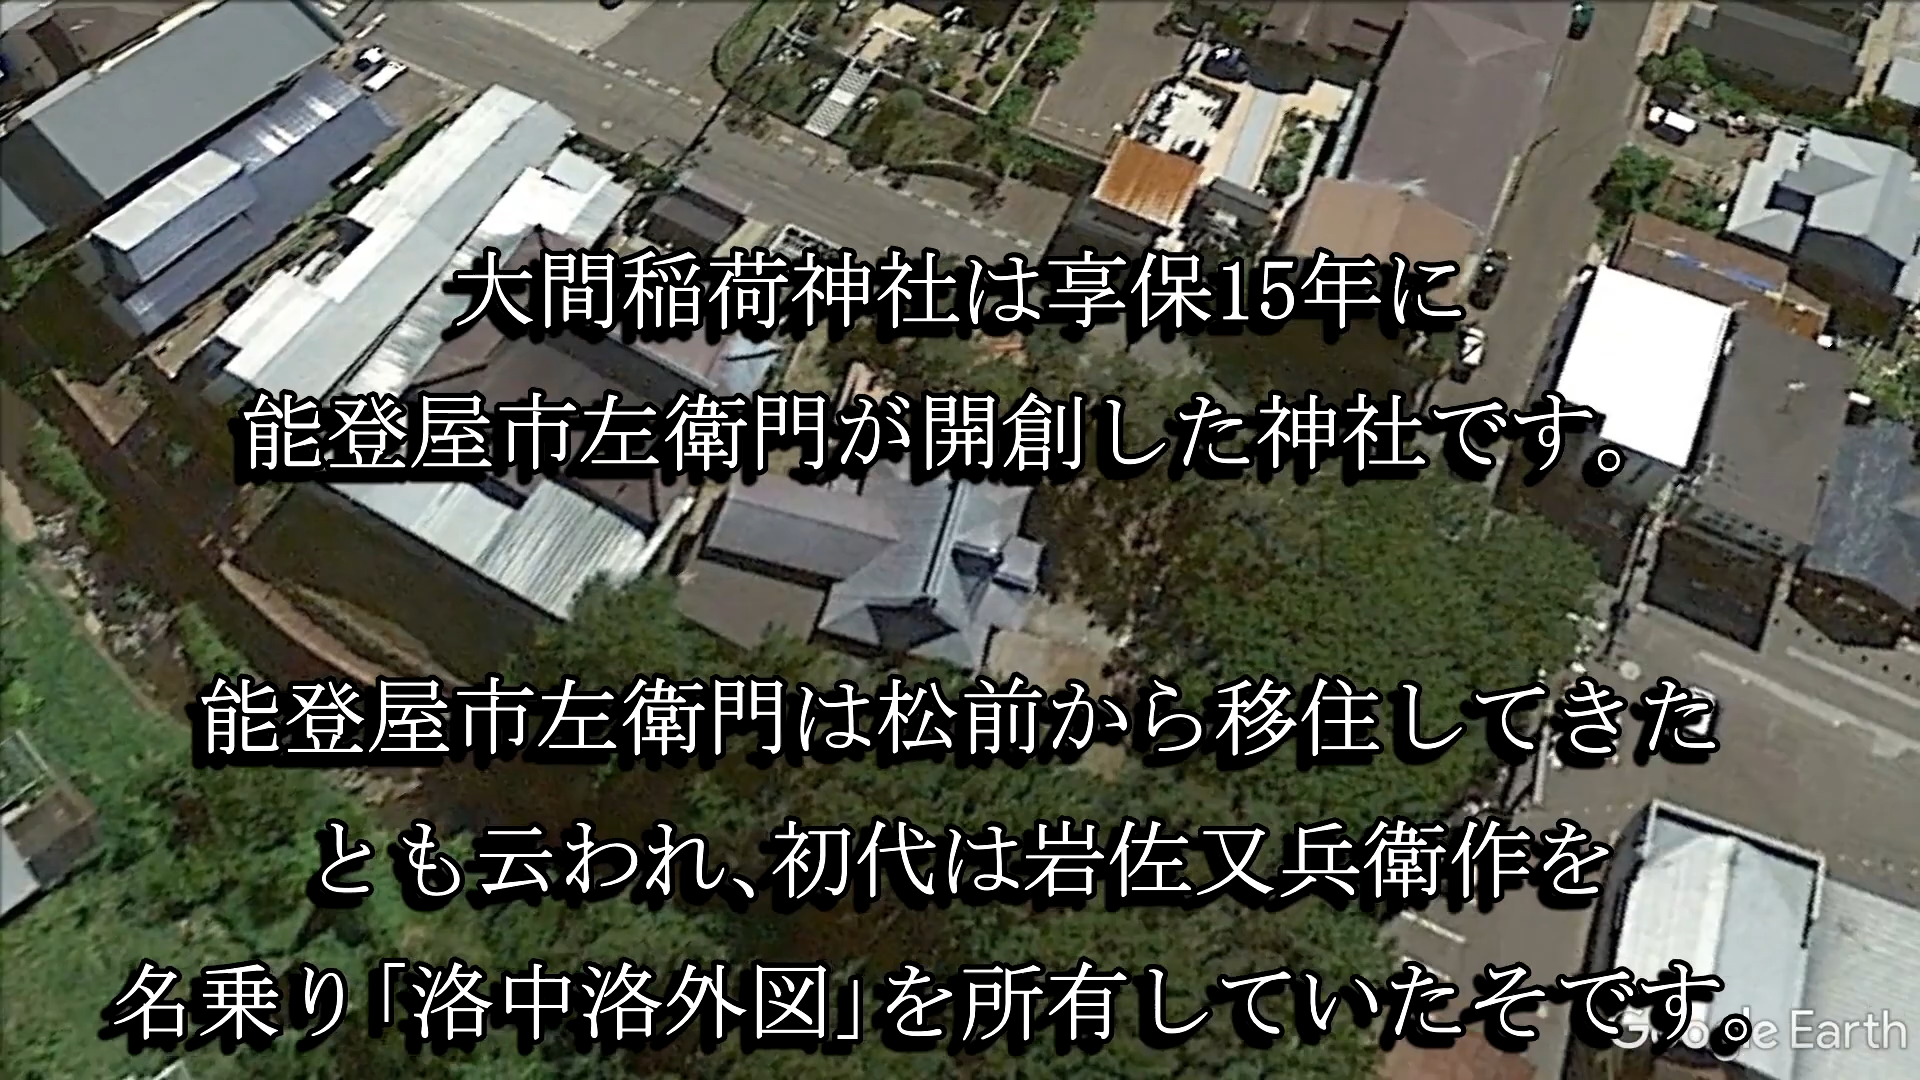 大間稲荷神社は享保15年に
能登屋市左衛門が開創した神社です。
能登屋市左衛門は松前から移住してきた
とも云われ、初代は岩佐又兵衛作を
名乗り「洛中洛外図」を所有していたそです。
Google Earth